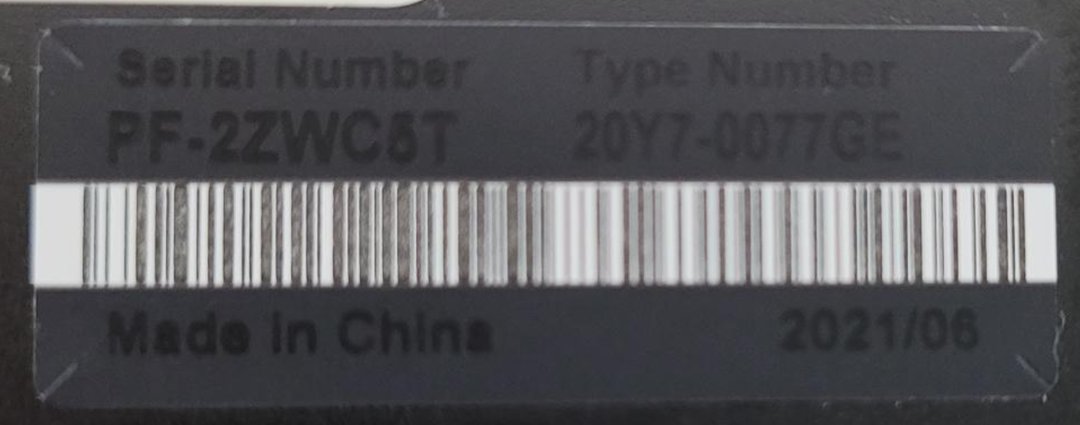 Serial Number Type Number
PF-2ZWC5T 20Y7-0077GE
Made in China 2021/06